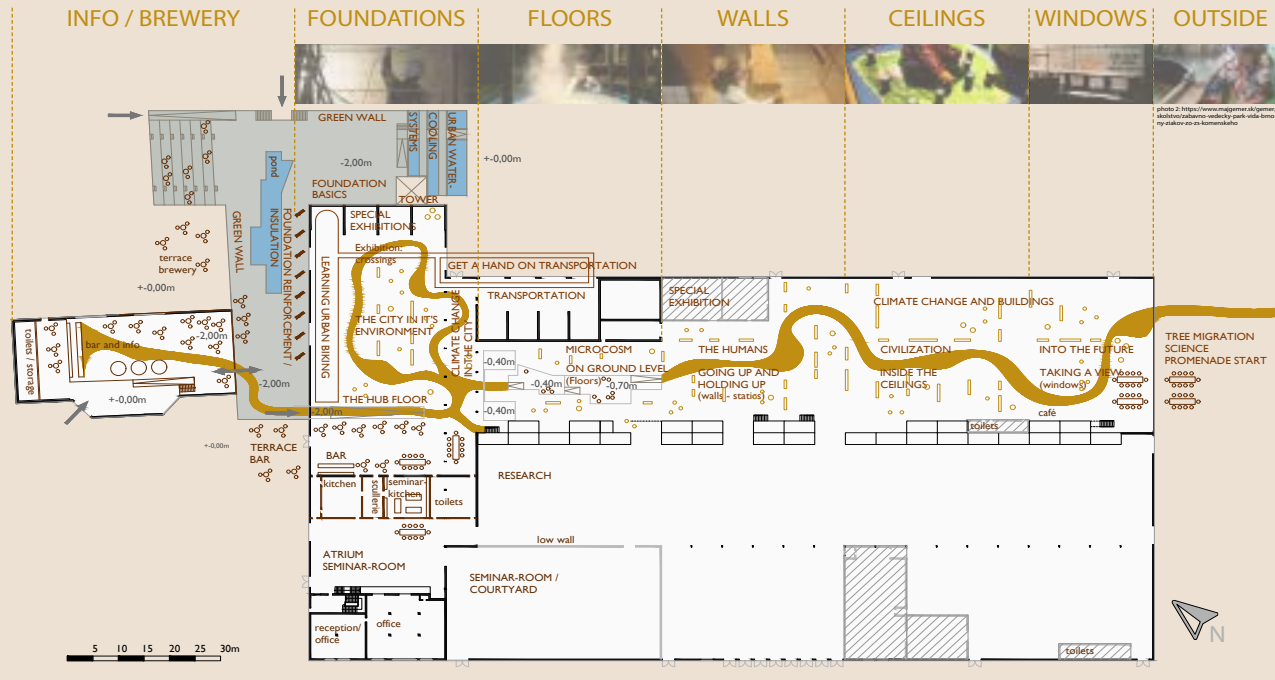 INFO / BREWERY
FOUNDATIONS
FLOORS
WALLS
CEILINGS
WINDOWS
OUTSIDE
photo 2: https://www.majgemer.sk/gemer/
skolstvo/zabavno-vedecky-park-vida-brno-
ny-ziakov-zo-zs-komenskeho
GREEN WALL
SYSTEMS
COOLING
URBAN WATER-
-2,00m
+-0,00m
pond
FOUNDATION
BASICS
TOWER
GREEN WALL
INSULATION
FOUNDATION REINFORCEMENT /
SPECIAL
EXHIBITIONS
Exhibition:
crossings
terrace
brewery
+-0,00m
LEARNING URBAN BIKING
GET A HAND ON TRANSPORTATION
TRANSPORTATION
SPECIAL
EXHIBITION
CLIMATE CHANGE AND BUILDINGS
THE CITY IN IT'S
ENVIRONMENT
CLIMATE CHANGE
IN THE CITY
toilets / storage
bar and info
-2,00m
+-0,00m
-2,00m
-2,00m
THE HUB FLOOR
-0,40m
-0,40m
-0,40m
-0,70m
MICROCOSM
ON GROUND LEVEL
(Floors)
THE HUMANS
GOING UP AND
HOLDING UP
(walls - statics)
CIVILIZATION
INSIDE THE
CEILINGS
INTO THE FUTURE
TAKING A VIEW
(windows)
café
TREE MIGRATION
SCIENCE
PROMENADE START
toilets
+-0,00m
TERRACE
BAR
BAR
kitchen
scullerie
seminar-
kitchen
toilets
RESEARCH
low wall
ATRIUM
SEMINAR-ROOM
SEMINAR-ROOM /
COURTYARD
reception/
office
office
toilets
5 10 15 20 25 30m
N